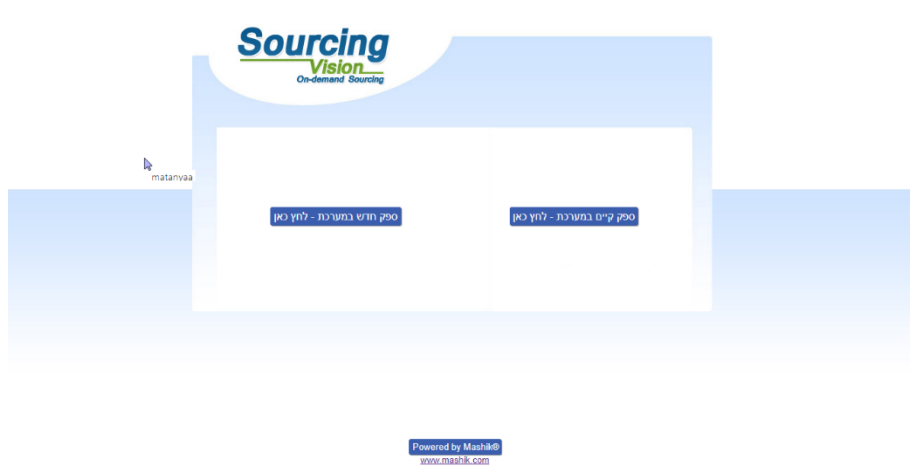 Sourcing
Vision
On-demand Sourcing
matanvaa
ספק קיים במערכת - לחץ כאן
ספק חדש במערכת - לחץ כאן
Powered by Mashik®
www.mashik.com